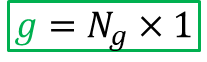 g = N_g × 1